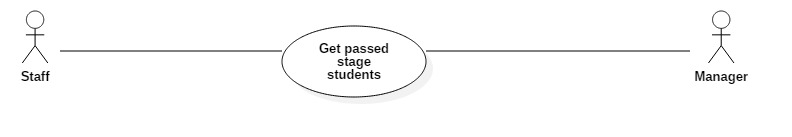 Get passed
stage
students
Staff
Manager